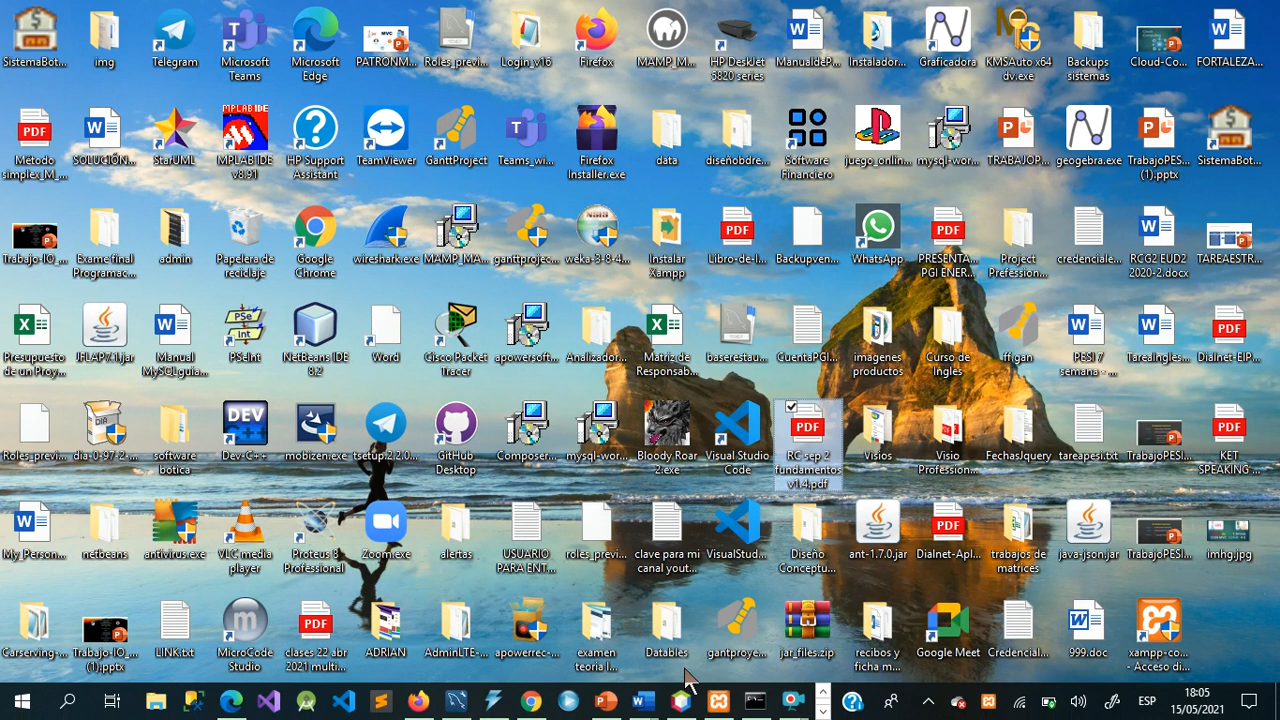 SistemaBot...
img
Telegram
Microsoft
Teams
Microsoft
Edge
PATRONM...
Roles_previ...
Login_v16
Firefox
MAMP_M...
HP DeskJet
5820 series
ManualdeP...
Instalador...
Graficadora
KMSAuto x64
dv.exe
Backups
sistemas
Cloud-Co...
FORTALEZA...
Metodo
simplex_M_...
SOLUCIÓN...
StarUML
MPLAB IDE
MPLAB IDE
v8.91
HP Support
Assistant
TeamViewer
GanttProject
Teams_wi...
Firefox
Installer.exe
data
diseñobdre...
Software
Financiero
juego_onlin...
mysql-wor...
TRABAJOP...
geogebra.exe
TrabajoPES...
(1).pptx
SistemaBot...
Trabajo-IO_...
Exame final
Programac...
admin
Papelera de
reciclaje
Google
Chrome
wireshark.exe
MAMP_MA...
ganttprojec...
weka-3-8-4...
Instalar
Xampp
Libro-de-I...
Backupven...
WhatsApp
PRESENTA...
PGI ENER...
Project
Prefession...
credenciale...
RCG2 EUD2
2020-2.docx
TAREAESTR...
Presupuesto
de un Proy...
JFLAP7.1.jar
Manual
MySQLguia...
PSeInt
NetBeans IDE
8.2
Word
Cisco Packet
Tracer
apowersoft...
Analizador...
Matriz de
Responsab...
baserestau...
CuentaPGI...
imagenes
productos
Curso de
Ingles
ff.gan
PESI 7
semana - ...
TareaIngles...
Dialnet-ElP...
Roles_previ...
dia-0-97-2-...
software
botica
Dev-C++
mobizen.exe
tsetup.2.2.0...
GitHub
Desktop
Composer...
mysql-wor...
Bloody Roar
2.exe
Visual Studio
Code
RC sep 2
fundamentos
v1.4.pdf
Visios
Visio
Profession...
FechasJquery
tareapesi.txt
TrabajoPESI...
KET
SPEAKING ...
My Person...
netbeans
antivirus.exe
VLC media
player
Proteus 8
Professional
Zoom.exe
alertas
USUARIO
PARA ENT...
roles_previ...
clave para mi
canal yout...
VisualStud...
Diseño
Conceptu...
ant-1.7.0.jar
Dialnet-Apl...
trabajos de
matrices
java-json.jar
TrabajoPESI...
imhg.jpg
Carserving-...
Trabajo-IO_...
(1).pptx
LINK.txt
MicroCode
Studio
clases 22 abr
2021 multi...
ADRIAN
AdminLTE-...
apowerrec-...
examen
teoria I...
Datables
gantproye...
jar_files.zip
recibos y
ficha m...
Google Meet
Credencial...
999.doc
xampp-co...
- Acceso di...
ESP
18:05
15/05/2021